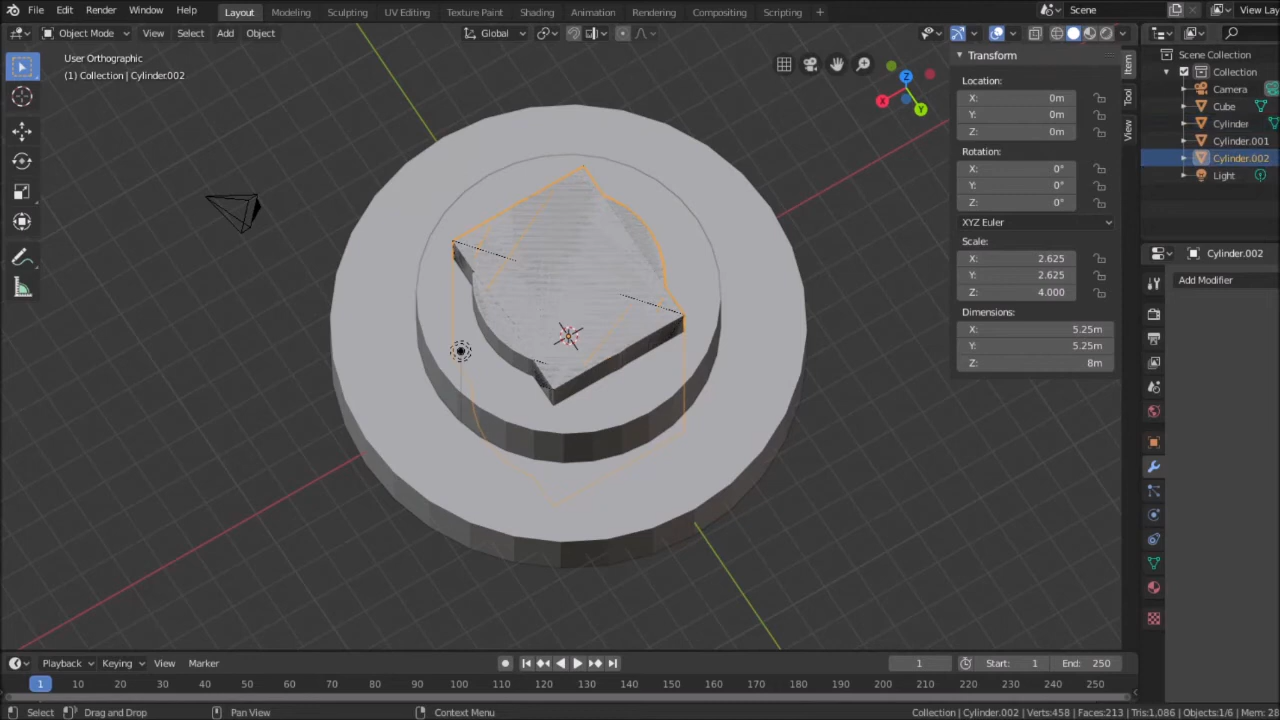 File Edit Render Window Help Layout Modeling Sculpting UV Editing Texture Paint Shading Animation Rendering Compositing Scripting + Scene View Lay
Object Mode View Select Add Object Global
User Orthographic
(1) Collection | Cylinder.002
Z
X
Y
Transform
Location:
X: 0m
Y: 0m
Z: 0m
Rotation:
X: 0°
Y: 0°
Z: 0°
XYZ Euler
Scale:
X: 2.625
Y: 2.625
Z: 4.000
Dimensions:
X: 5.25m
Y: 5.25m
Z: 8m
Item
Tool
View
Scene Collection
Collection
Camera
Cube
Cylinder
Cylinder.001
Cylinder.002
Light
Cylinder.002
Add Modifier
Playback Keying View Marker 1 Start: 1 End: 250
1 10 20 30 40 50 60 70 80 90 100 110 120 130 140 150 160 170 180 190 200 210 220 230 240 250
Select Drag and Drop Pan View Context Menu Collection | Cylinder.002 | Verts:458 | Faces:213 | Tris:1,086 | Objects:1/6 | Mem: 28